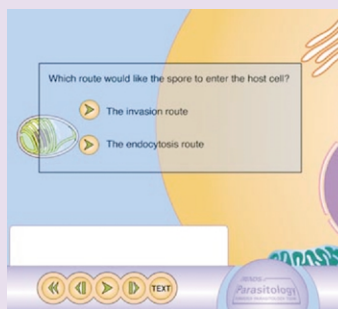 Which route would like the spore to enter the host cell?
The invasion route
The endocytosis route
TEXT
Parasitology